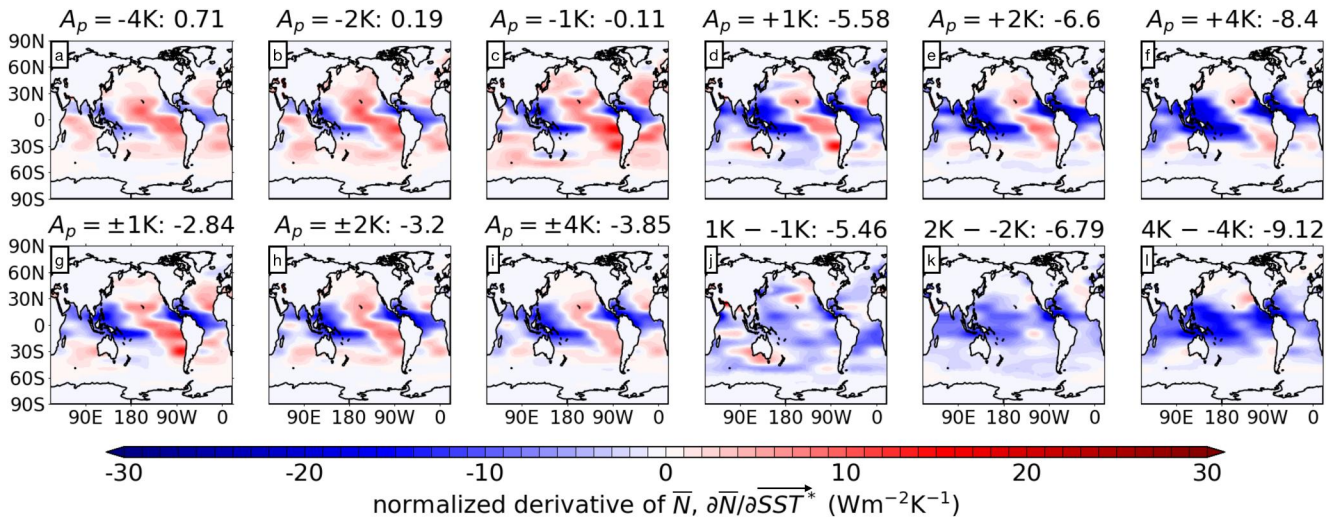 A_p = -4K: 0.71 A_p = -2K: 0.19 A_p = -1K: -0.11 A_p = +1K: -5.58 A_p = +2K: -6.6 A_p = +4K: -8.4
90N a b c d e f
60N
30N
0
30S
60S
90S
A_p = ±1K: -2.84 A_p = ±2K: -3.2 A_p = ±4K: -3.85 1K − -1K: -5.46 2K − -2K: -6.79 4K − -4K: -9.12
90N g h i j k l
60N
30N
0
30S
60S
90S
90E 180 90W 0 90E 180 90W 0 90E 180 90W 0 90E 180 90W 0 90E 180 90W 0 90E 180 90W 0
-30 -20 -10 0 10 20 30
normalized derivative of N̅, ∂N̅/∂SST⃗* (Wm⁻²K⁻¹)